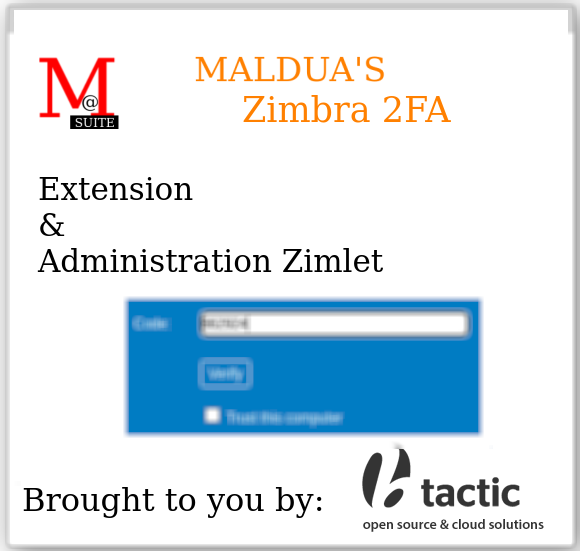 M
@
SUITE
MALDUA'S
Zimbra 2FA
Extension
&
Administration Zimlet
Code:
Verify
Trust this computer
Brought to you by:
tactic
open source & cloud solutions